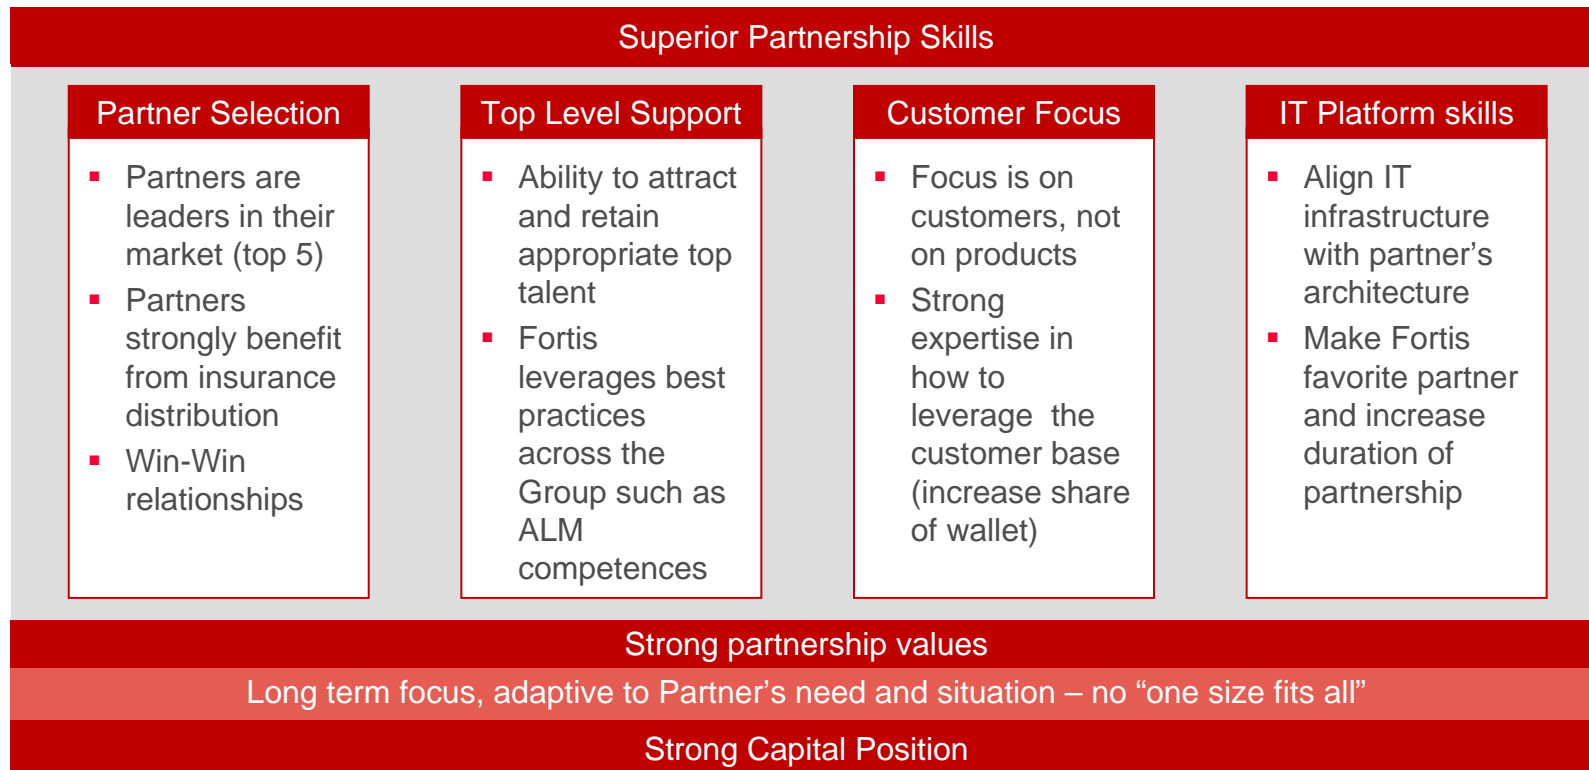 Superior Partnership Skills
Partner Selection
Partners are
leaders in their
market (top 5)
Partners
strongly benefit
from insurance
distribution
Win-Win
relationships
Top Level Support
Ability to attract
and retain
appropriate top
talent
Fortis
leverages best
practices
across the
Group such as
ALM
competences
Customer Focus
Focus is on
customers, not
on products
Strong
expertise in
how to
leverage the
customer base
(increase share
of wallet)
IT Platform skills
Align IT
infrastructure
with partner’s
architecture
Make Fortis
favorite partner
and increase
duration of
partnership
Strong partnership values
Long term focus, adaptive to Partner’s need and situation – no “one size fits all”
Strong Capital Position